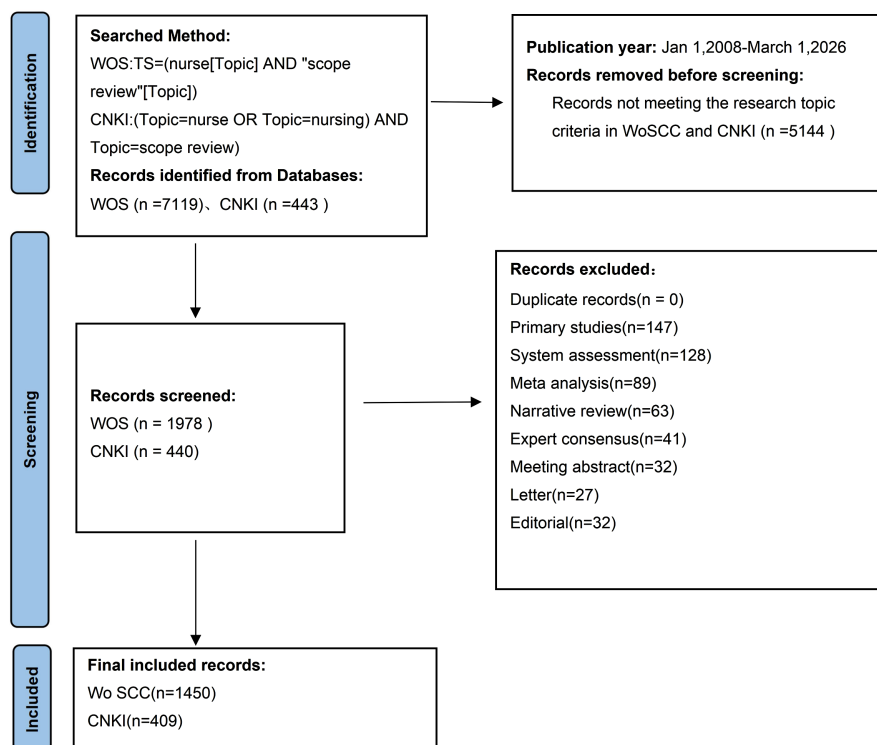 Identification
Searched Method:
WOS:TS=(nurse[Topic] AND "scope
review"[Topic])
CNKI:(Topic=nurse OR Topic=nursing) AND
Topic=scope review)
Records identified from Databases:
WOS (n =7119)、CNKI (n =443 )
Publication year: Jan 1,2008-March 1,2026
Records removed before screening:
Records not meeting the research topic
criteria in WoSCC and CNKI (n =5144 )
Screening
Records screened:
WOS (n = 1978 )
CNKI (n = 440)
Records excluded：
Duplicate records(n = 0)
Primary studies(n=147)
System assessment(n=128)
Meta analysis(n=89)
Narrative review(n=63)
Expert consensus(n=41)
Meeting abstract(n=32)
Letter(n=27)
Editorial(n=32)
Included
Final included records:
Wo SCC(n=1450)
CNKI(n=409)